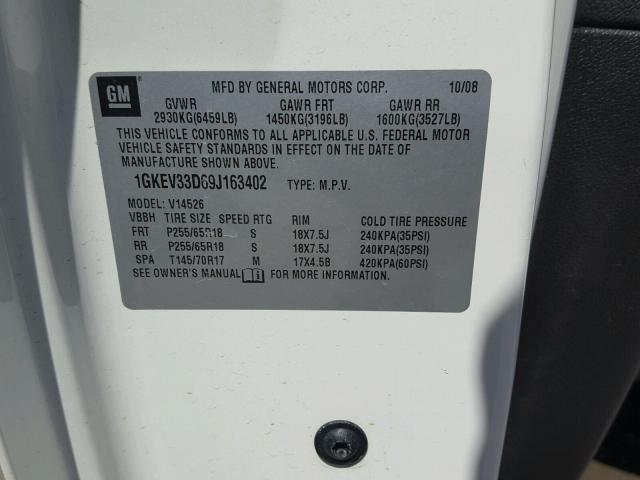 GM
MFD BY GENERAL MOTORS CORP. 10/08
GVWR GAWR FRT GAWR RR
2930KG(6459LB) 1450KG(3196LB) 1600KG(3527LB)
THIS VEHICLE CONFORMS TO ALL APPLICABLE U.S. FEDERAL MOTOR
VEHICLE SAFETY STANDARDS IN EFFECT ON THE DATE OF
MANUFACTURE SHOWN ABOVE.
1GKEV33D69J163402 TYPE: M.P.V.
MODEL: V14526
VBBH TIRE SIZE SPEED RTG RIM COLD TIRE PRESSURE
FRT P255/65R18 S 18X7.5J 240KPA(35PSI)
RR P255/65R18 S 18X7.5J 240KPA(35PSI)
SPA T145/70R17 M 17X4.5B 420KPA(60PSI)
SEE OWNER'S MANUAL FOR MORE INFORMATION.